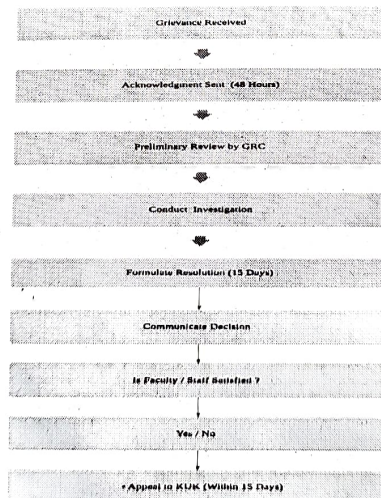 Grievance Received
Acknowledgment Sent (48 Hours)
Preliminary Review by GRC
Conduct Investigation
Formulate Resolution (15 Days)
Communicate Decision
Is Faculty / Staff Satisfied ?
Yes / No
• Appeal to KUK (Within 15 Days)